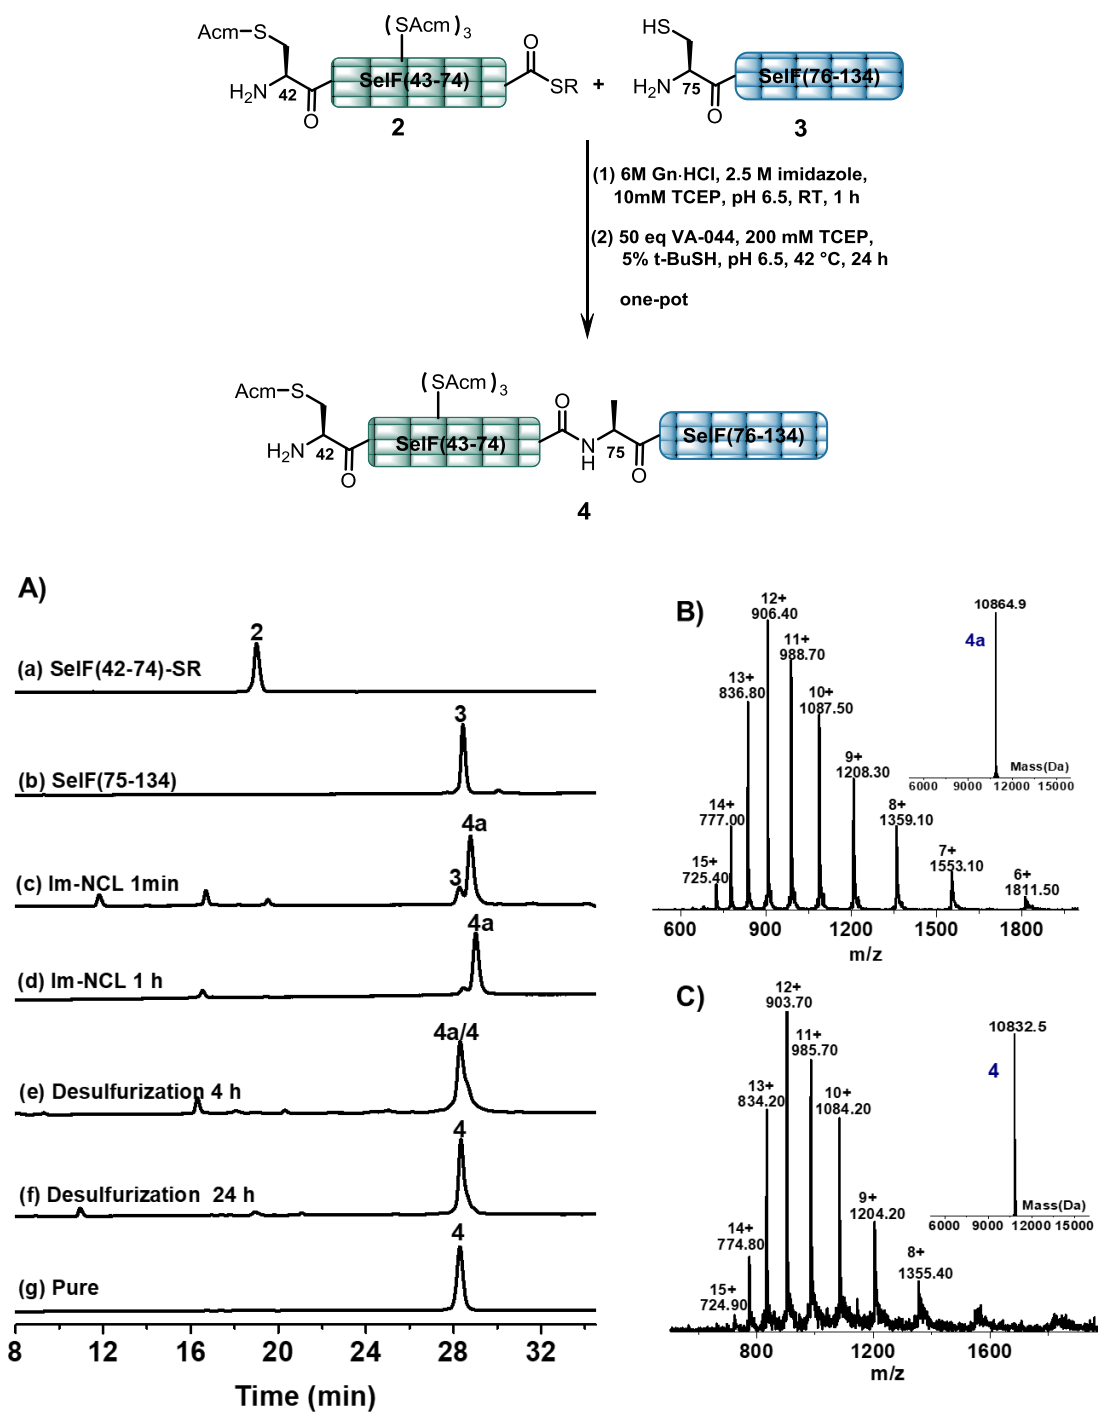 (SAcm)3
Acm–S
SelF(43-74)
H2N
42
O
O
SR
+
2
HS
SelF(76-134)
H2N
75
O
3
(1) 6M Gn·HCl, 2.5 M imidazole,
10mM TCEP, pH 6.5, RT, 1 h
(2) 50 eq VA-044, 200 mM TCEP,
5% t-BuSH, pH 6.5, 42 °C, 24 h
one-pot
(SAcm)3
Acm–S
SelF(43-74)
H2N
42
O
O
N
H
75
O
SelF(76-134)
4
A)
2
(a) SelF(42-74)-SR
3
(b) SelF(75-134)
4a
3
(c) Im-NCL 1min
4a
(d) Im-NCL 1 h
4a/4
(e) Desulfurization 4 h
4
(f) Desulfurization 24 h
4
(g) Pure
8 12 16 20 24 28 32
Time (min)
B)
15+
725.40
14+
777.00
13+
836.80
12+
906.40
11+
988.70
10+
1087.50
9+
1208.30
8+
1359.10
7+
1553.10
6+
1811.50
10864.9
4a
Mass(Da)
6000 9000 12000 15000
600 900 1200 1500 1800
m/z
C)
15+
724.90
14+
774.80
13+
834.20
12+
903.70
11+
985.70
10+
1084.20
9+
1204.20
8+
1355.40
10832.5
4
Mass(Da)
6000 9000 12000 15000
800 1200 1600
m/z